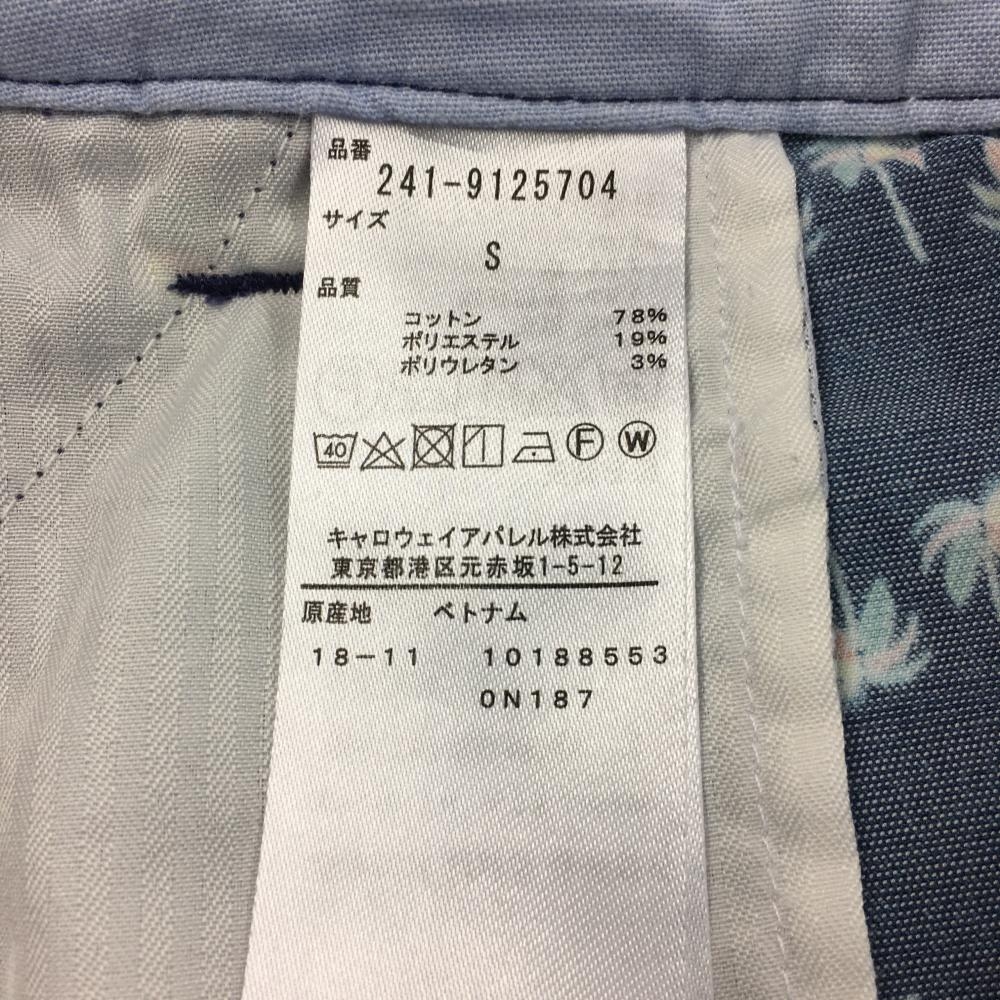 品番
241-9125704
サイズ
S
品質
コットン 78%
ポリエステル 19%
ポリウレタン 3%
40 F W
キャロウェイアパレル株式会社
東京都港区元赤坂1-5-12
原産地 ベトナム
18-11 10188553
0N187